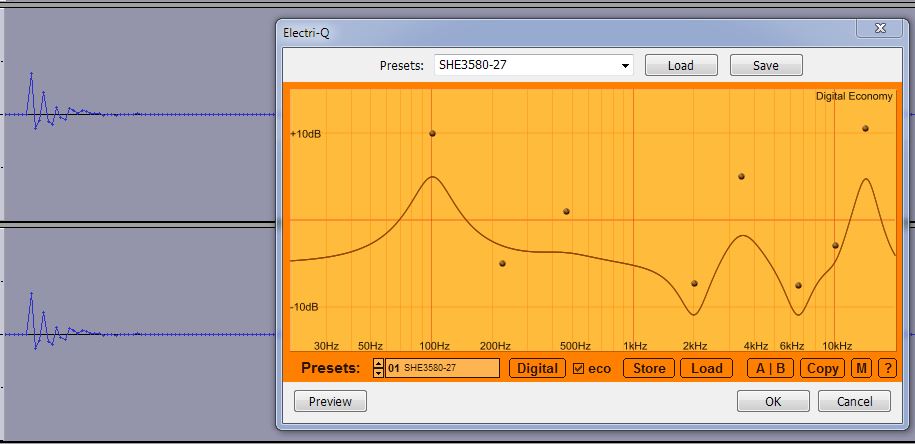 Electri-Q
Presets: SHE3580-27 Load Save
Digital Economy
+10dB
-10dB
30Hz 50Hz 100Hz 200Hz 500Hz 1kHz 2kHz 4kHz 6kHz 10kHz
Presets: 01 SHE3580-27 Digital eco Store Load A | B Copy M ?
Preview OK Cancel